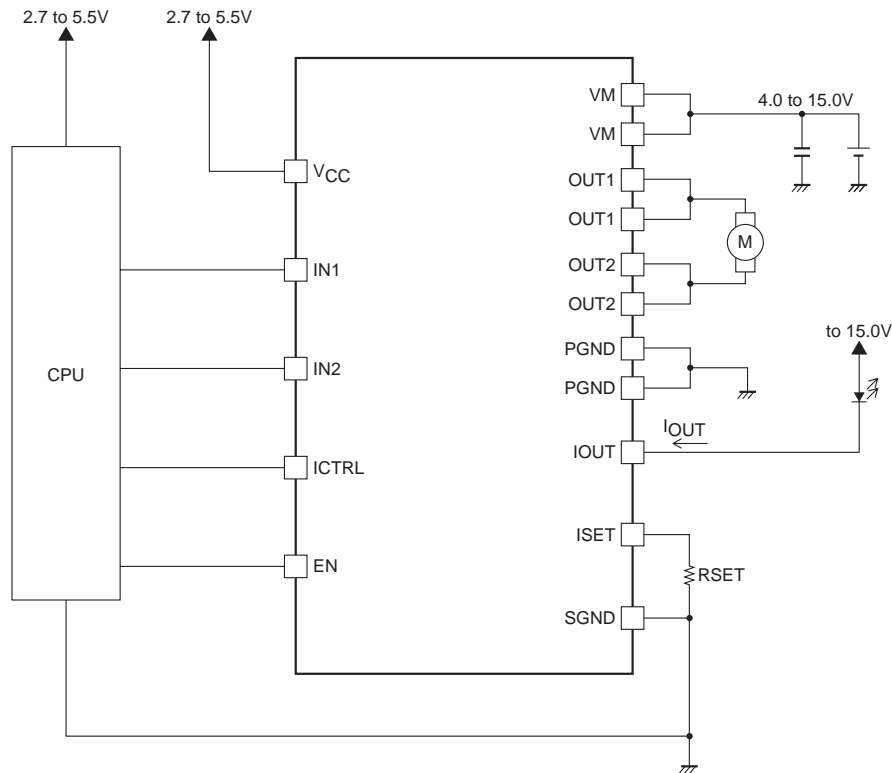 2.7 to 5.5V
2.7 to 5.5V
VM
4.0 to 15.0V
VM
VCC
OUT1
OUT1
M
IN1
OUT2
OUT2
to 15.0V
PGND
CPU
IN2
PGND
IOUT
IOUT
ICTRL
ISET
EN
RSET
SGND